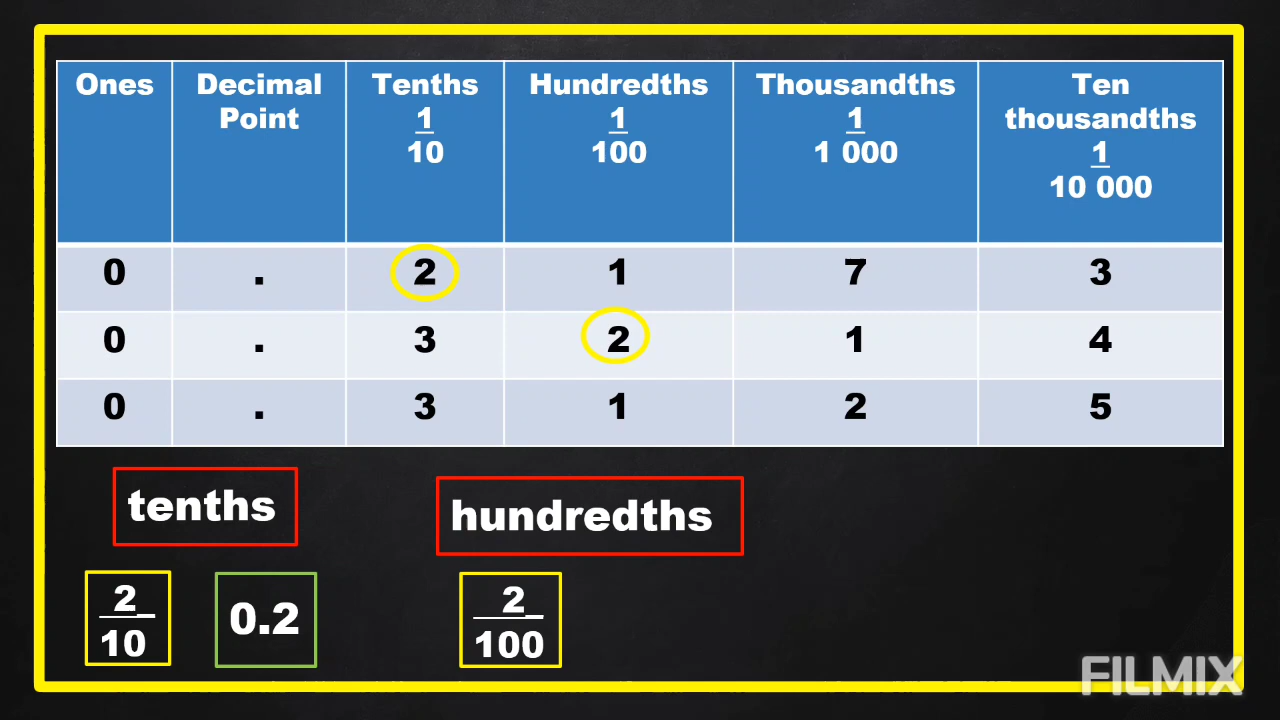 Ones Decimal Point Tenths 1/10 Hundredths 1/100 Thousandths 1/1 000 Ten thousandths 1/10 000
0 . 2 1 7 3
0 . 3 2 1 4
0 . 3 1 2 5
tenths hundredths
2/10 0.2 2/100
FILMIX